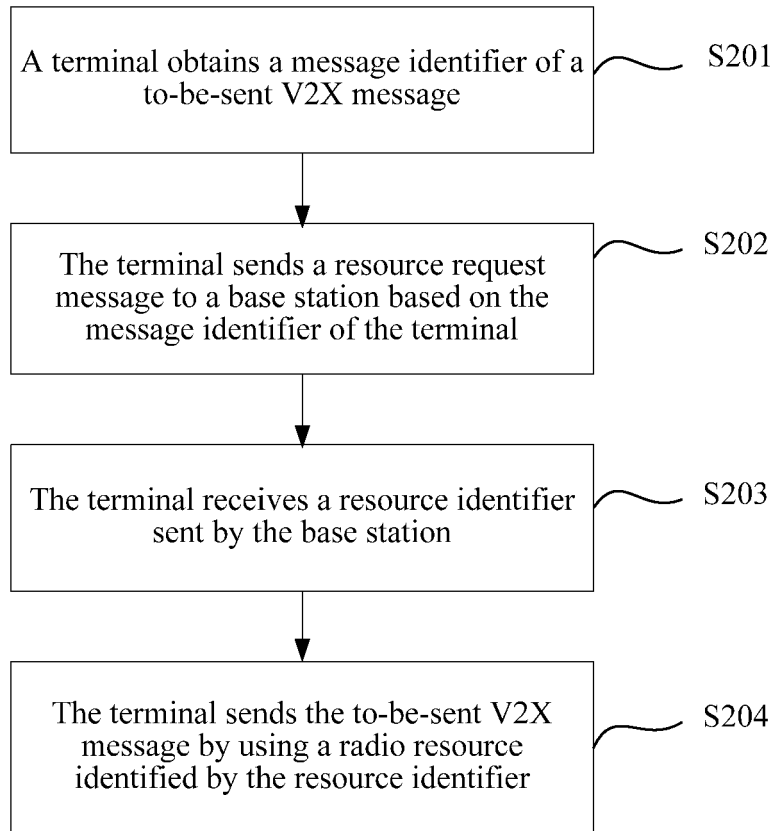 A terminal obtains a message identifier of a
to-be-sent V2X message
S201
The terminal sends a resource request
message to a base station based on the
message identifier of the terminal
S202
The terminal receives a resource identifier
sent by the base station
S203
The terminal sends the to-be-sent V2X
message by using a radio resource
identified by the resource identifier
S204